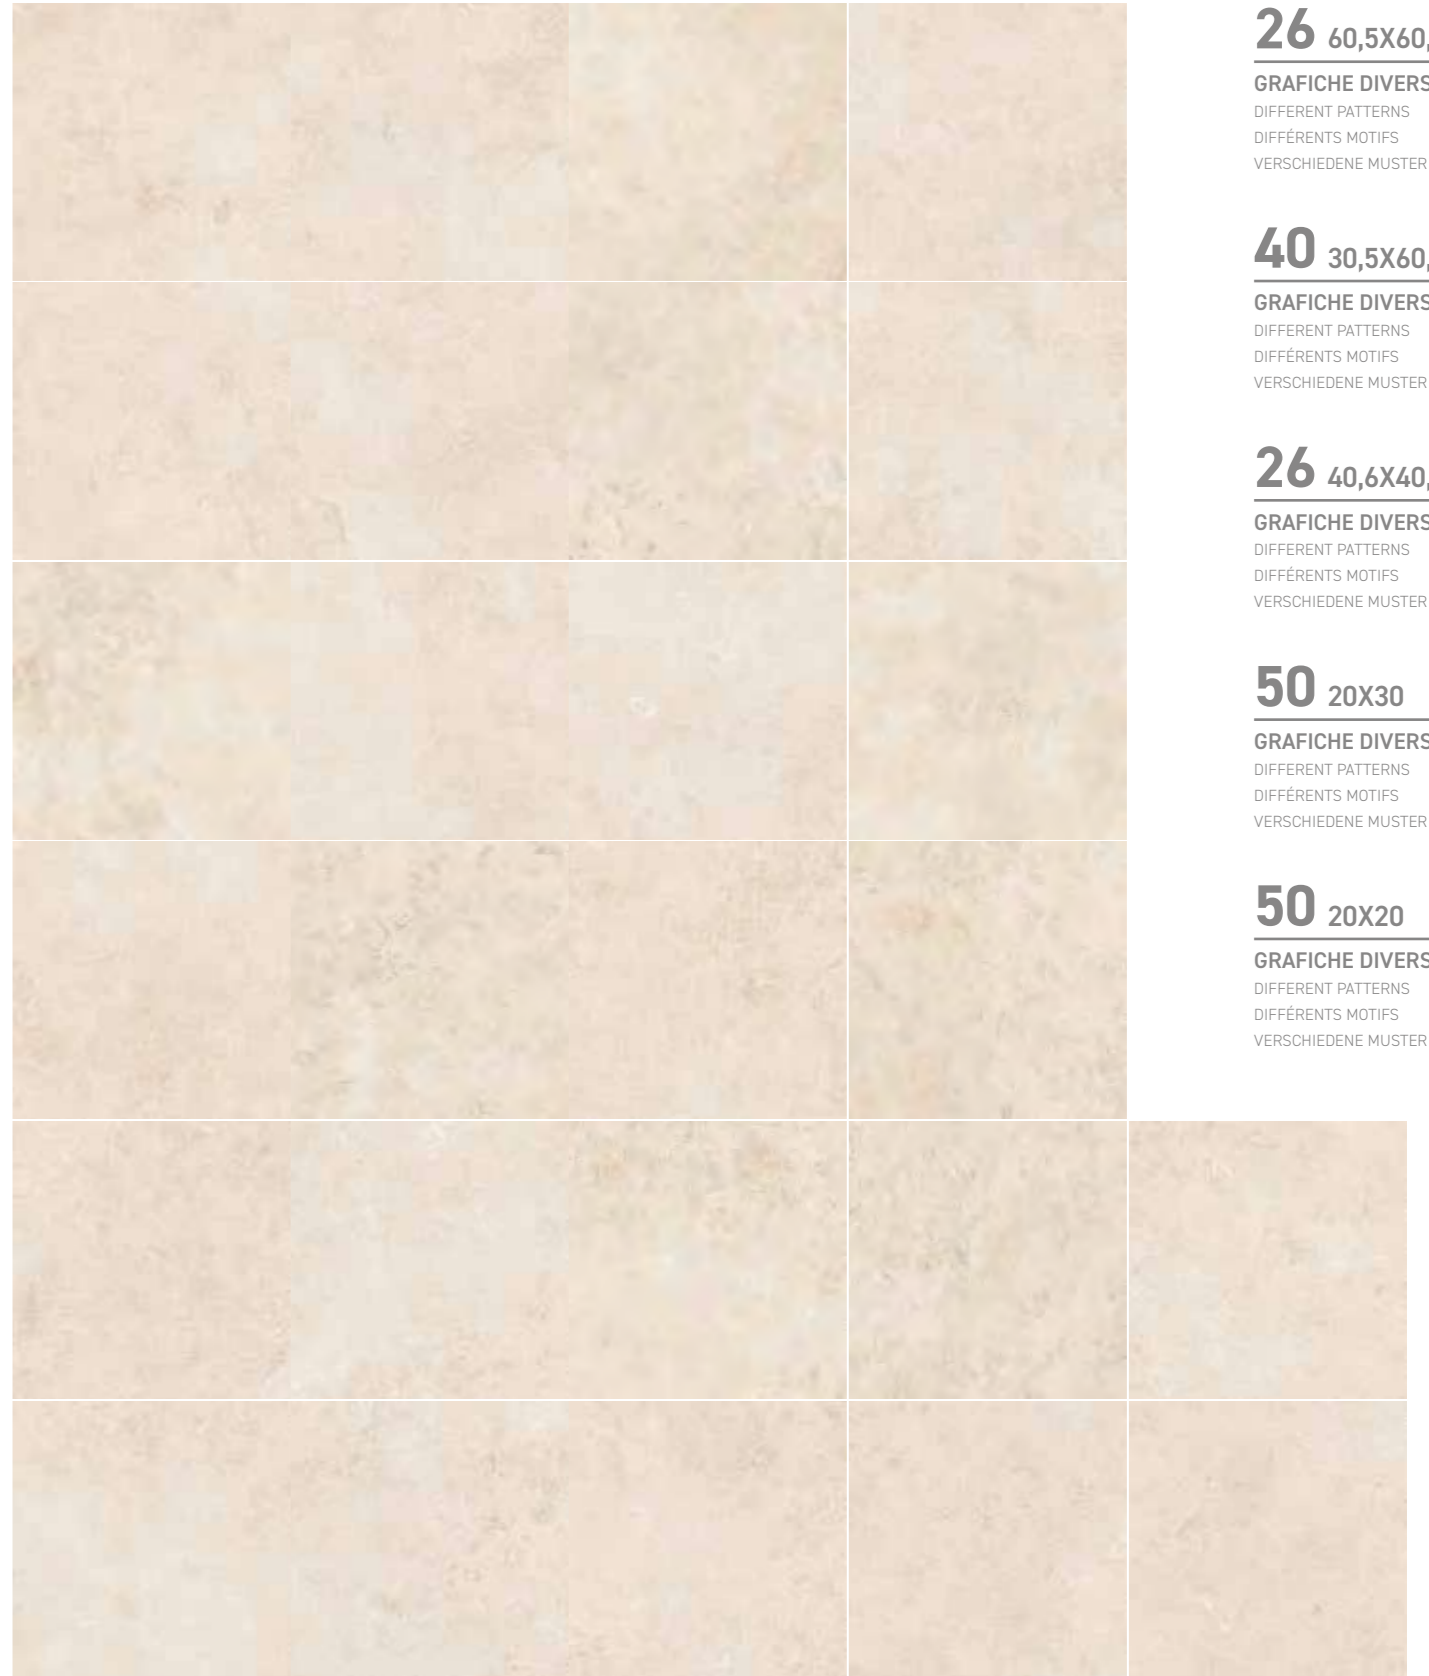 26 60,5X60,
GRAFICHE DIVERS
DIFFERENT PATTERNS
DIFFÉRENTS MOTIFS
VERSCHIEDENE MUSTER
40 30,5X60,
GRAFICHE DIVERS
DIFFERENT PATTERNS
DIFFÉRENTS MOTIFS
VERSCHIEDENE MUSTER
26 40,6X40,
GRAFICHE DIVERS
DIFFERENT PATTERNS
DIFFÉRENTS MOTIFS
VERSCHIEDENE MUSTER
50 20X30
GRAFICHE DIVERS
DIFFERENT PATTERNS
DIFFÉRENTS MOTIFS
VERSCHIEDENE MUSTER
50 20X20
GRAFICHE DIVERS
DIFFERENT PATTERNS
DIFFÉRENTS MOTIFS
VERSCHIEDENE MUSTER